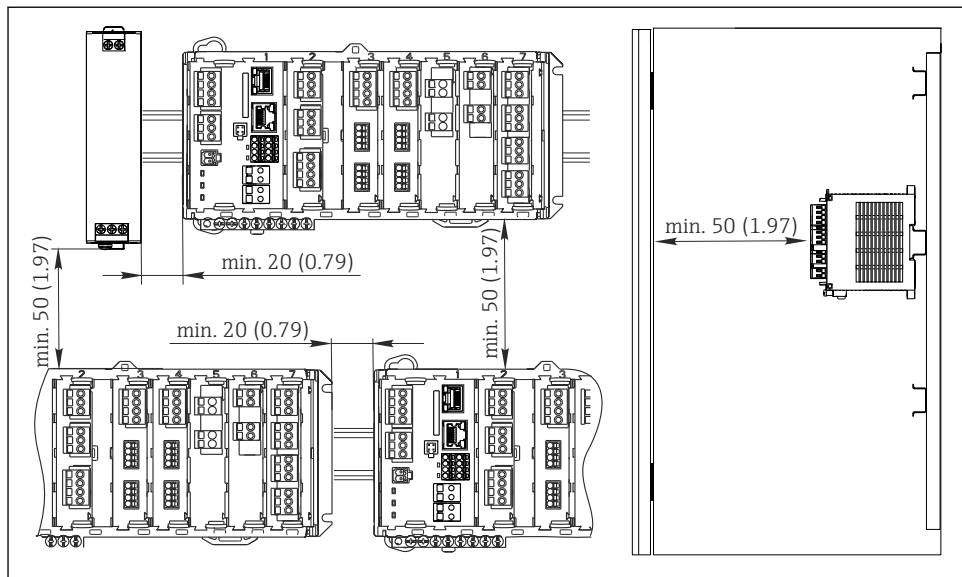 1 2 3 4 5 6 7
min. 50 (1.97)
min. 20 (0.79)
min. 50 (1.97)
min. 50 (1.97)
min. 20 (0.79)
2 3 4 5 6 7
1 2 3